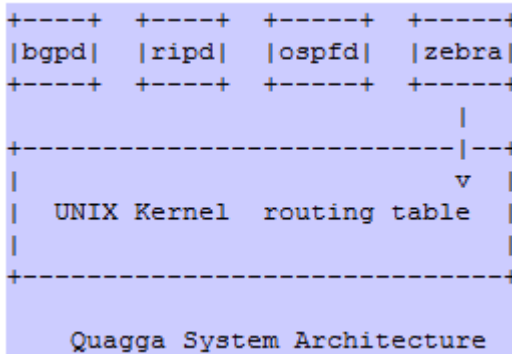 +----+  +----+  +-----+  +-----+
|bgpd|  |ripd|  |ospfd|  |zebra|
+----+  +----+  +-----+  +-----+
                            |
+---------------------------|--+
|                           v  |
|  UNIX Kernel  routing table  |
|                              |
+------------------------------+

    Quagga System Architecture